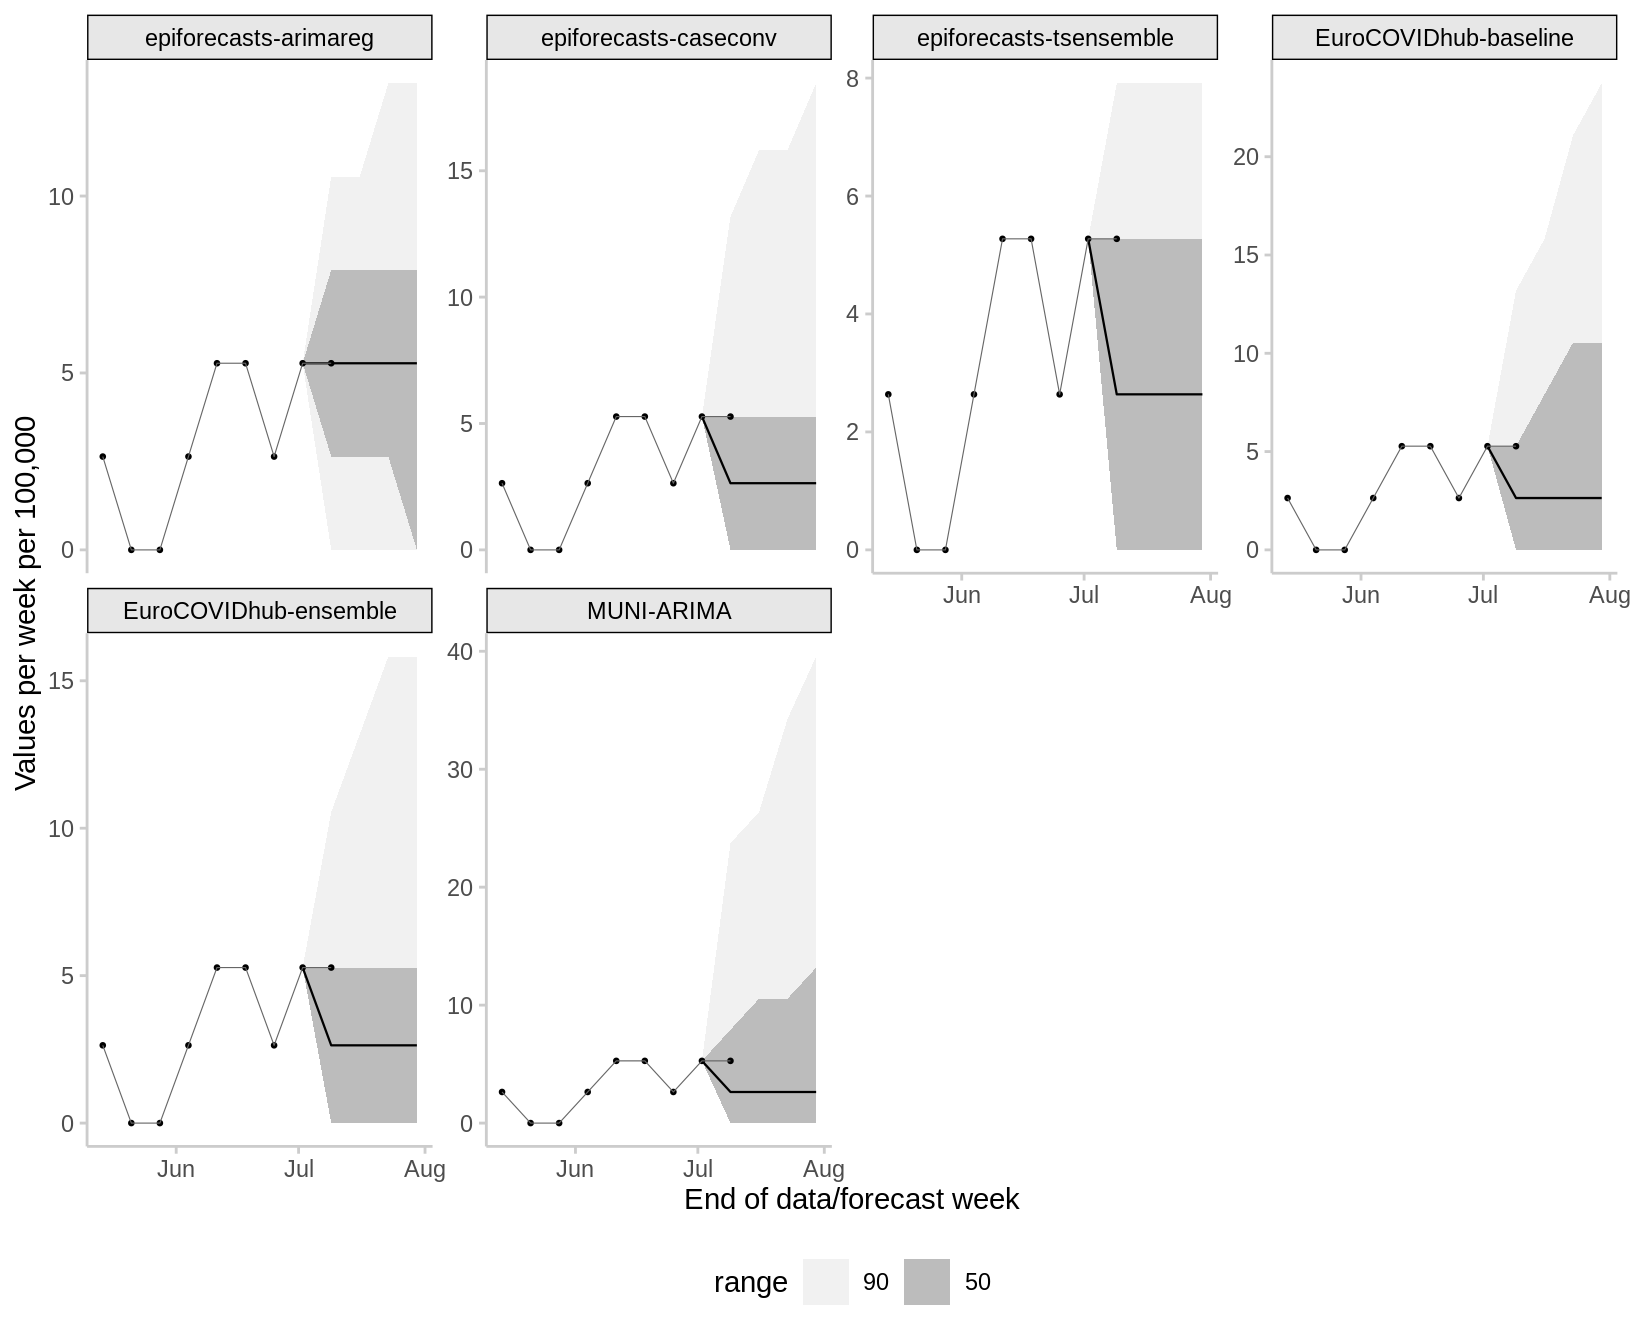 epiforecasts-arimareg
epiforecasts-caseconv
epiforecasts-tsensemble
EuroCOVIDhub-baseline
10
5
0
15
10
5
0
8
6
4
2
0
Jun Jul Aug
20
15
10
5
0
Jun Jul Aug
Values per week per 100,000
EuroCOVIDhub-ensemble
MUNI-ARIMA
15
10
5
0
Jun Jul Aug
40
30
20
10
0
Jun Jul Aug
End of data/forecast week
range 90 50